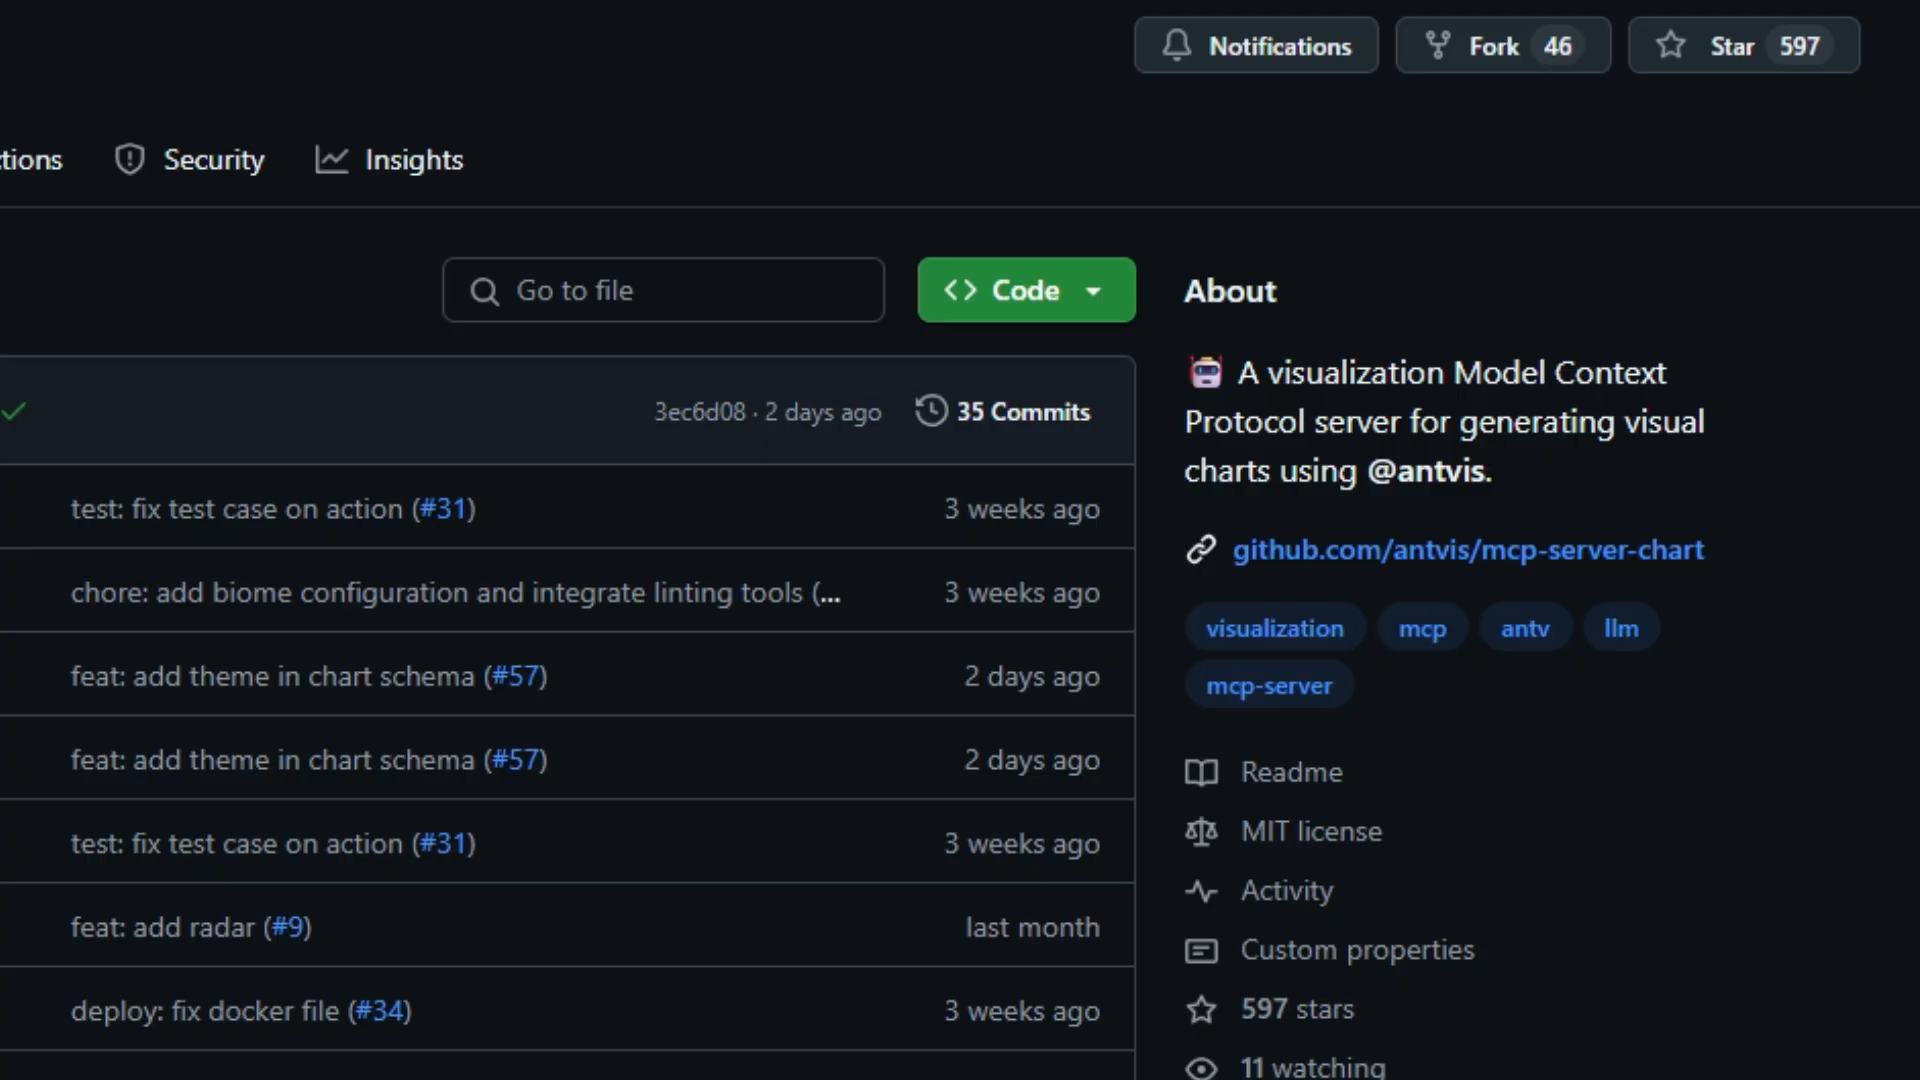 Notifications
Fork 46
Star 597
tions
Security
Insights
Go to file
Code
3ec6d08 · 2 days ago
35 Commits
test: fix test case on action (#31)
3 weeks ago
chore: add biome configuration and integrate linting tools (...
3 weeks ago
feat: add theme in chart schema (#57)
2 days ago
feat: add theme in chart schema (#57)
2 days ago
test: fix test case on action (#31)
3 weeks ago
feat: add radar (#9)
last month
deploy: fix docker file (#34)
3 weeks ago
About
A visualization Model Context
Protocol server for generating visual
charts using @antvis.
github.com/antvis/mcp-server-chart
visualization mcp antv llm
mcp-server
Readme
MIT license
Activity
Custom properties
597 stars
11 watching